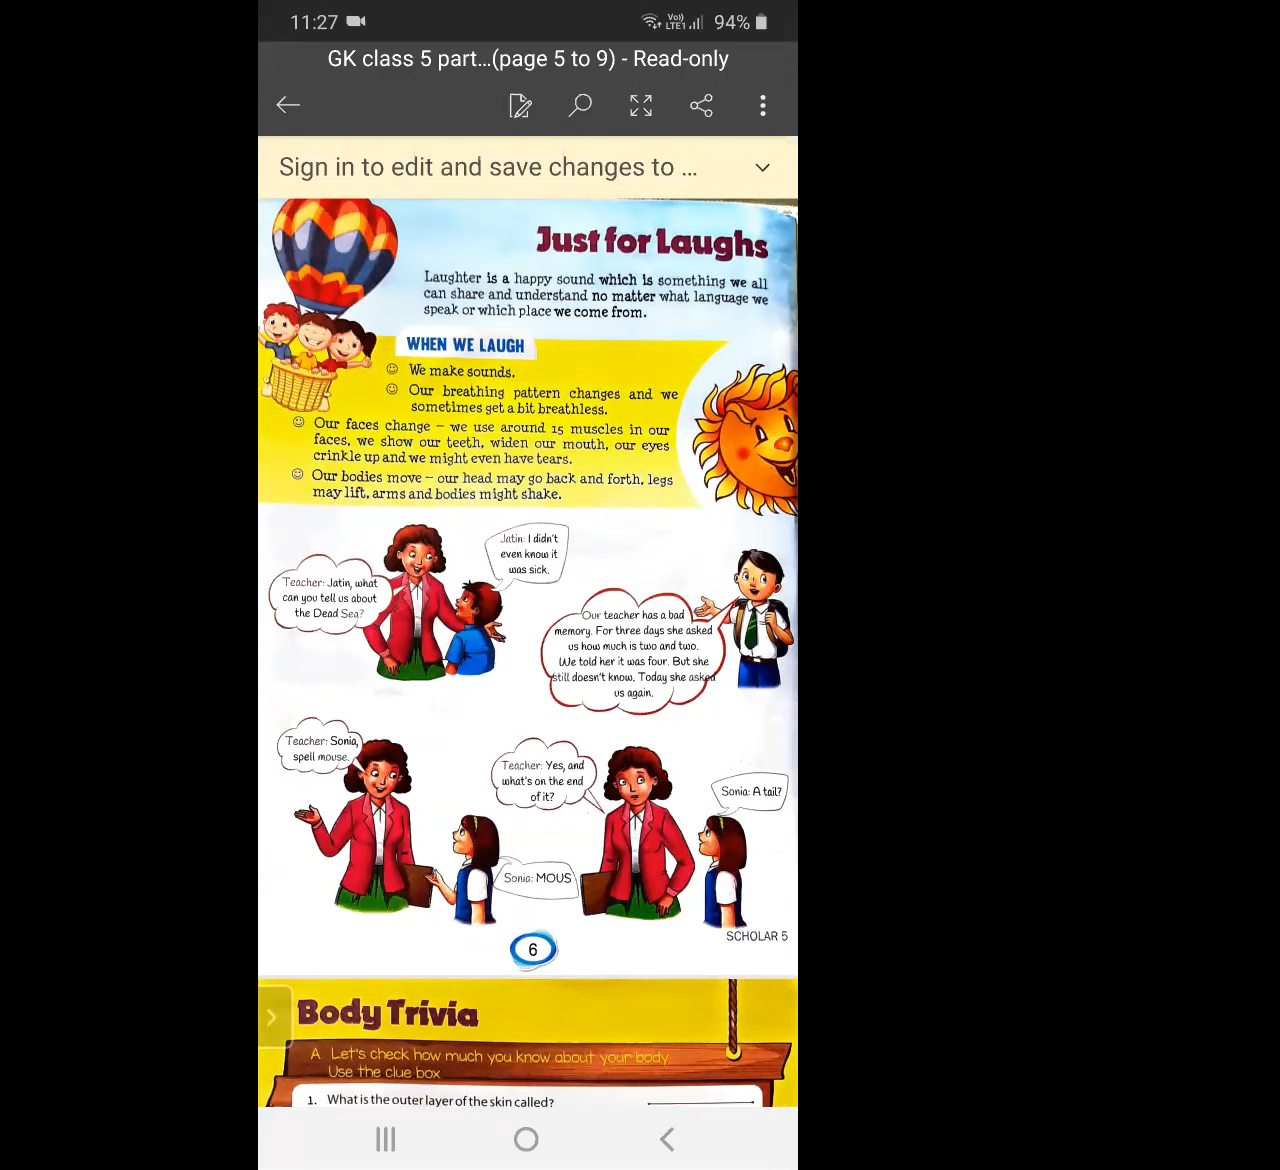 11:27
Vo))
LTE1
94%
GK class 5 part...(page 5 to 9) - Read-only
Sign in to edit and save changes to ...
Just for Laughs
Laughter is a happy sound which is something we all
can share and understand no matter what language we
speak or which place we come from.
WHEN WE LAUGH
We make sounds.
Our breathing pattern changes and we
sometimes get a bit breathless.
Our faces change – we use around 15 muscles in our
faces, we show our teeth, widen our mouth, our eyes
crinkle up and we might even have tears.
Our bodies move – our head may go back and forth, legs
may lift, arms and bodies might shake.
Teacher: Jatin, what
can you tell us about
the Dead Sea?
Jatin: I didn't
even know it
was sick.
Our teacher has a bad
memory. For three days she asked
us how much is two and two.
We told her it was four. But she
still doesn't know. Today she asked
us again.
Teacher: Sonia,
spell mouse.
Sonia: MOUS
Teacher: Yes, and
what's on the end
of it?
Sonia: A tail?
SCHOLAR 5
6
Body Trivia
A Let's check how much you know about your body.
Use the clue box
1. What is the outer layer of the skin called?